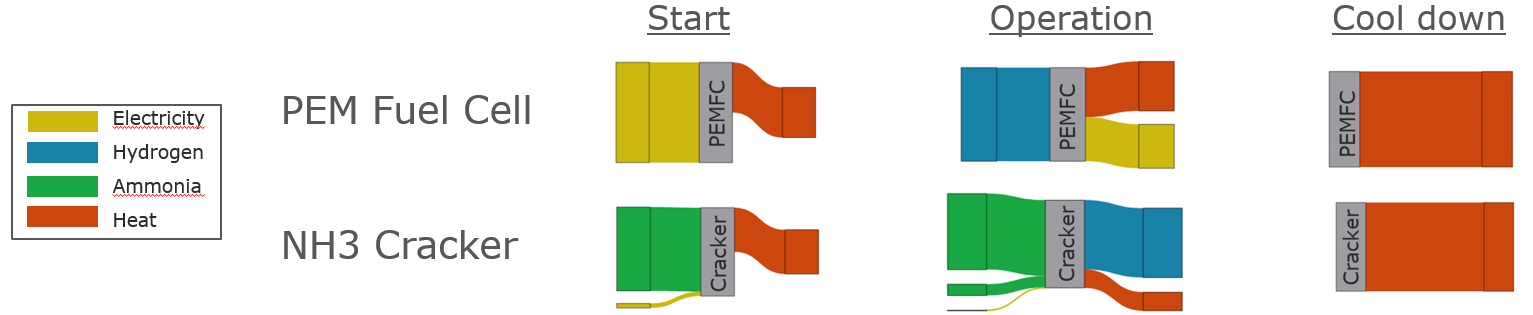 Start Operation Cool down
Electricity
Hydrogen
Ammonia
Heat
PEM Fuel Cell
PEMFC
PEMFC
PEMFC
NH3 Cracker
Cracker
Cracker
Cracker